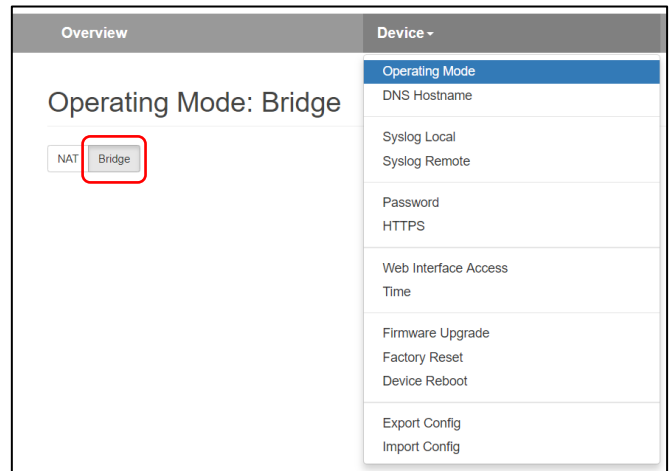 Overview
Device
Operating Mode: Bridge
NAT
Bridge
Operating Mode
DNS Hostname
Syslog Local
Syslog Remote
Password
HTTPS
Web Interface Access
Time
Firmware Upgrade
Factory Reset
Device Reboot
Export Config
Import Config